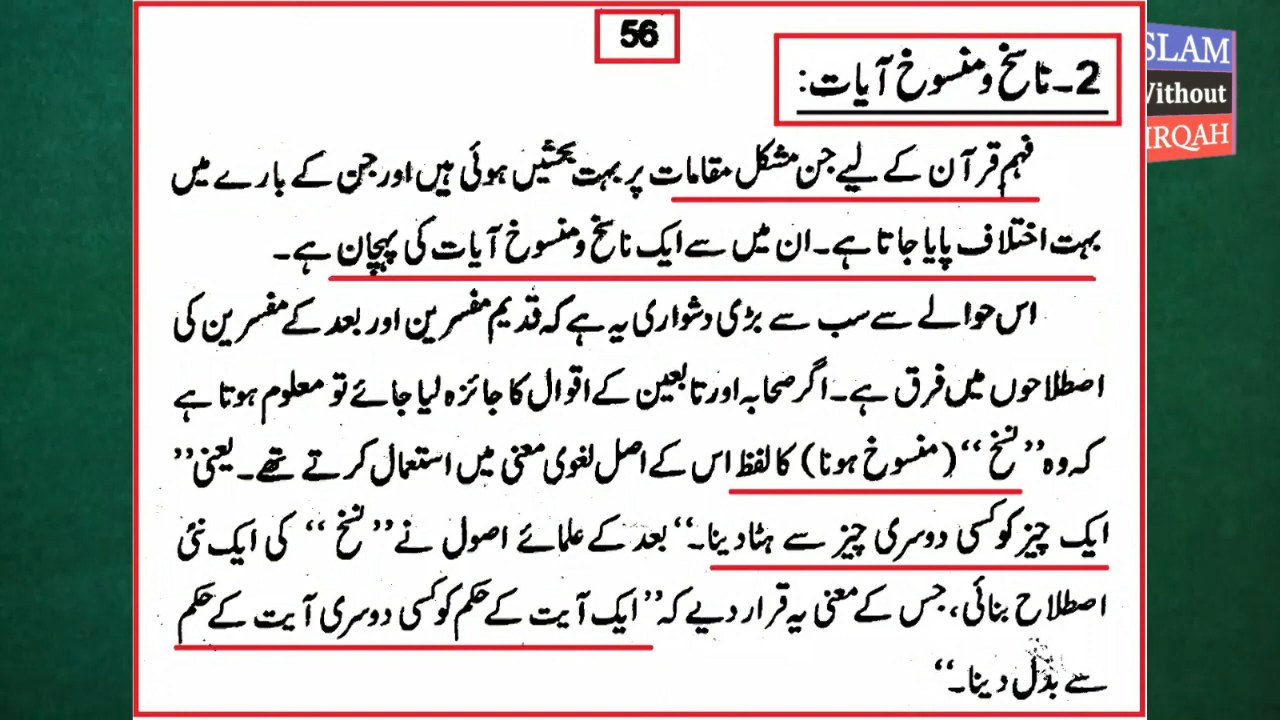 56
2۔ناسخ و منسوخ آیات:
SLAM
Without
IRQAH
فہم قرآن کے لیے جن مشکل مقامات پر بہت بحثیں ہوئی ہیں اور جن کے بارے میں
بہت اختلاف پایا جاتا ہے۔ان میں سے ایک ناسخ و منسوخ آیات کی پہچان ہے۔
اس حوالے سے سب سے بڑی دشواری یہ ہے کہ قدیم مفسرین اور بعد کے مفسرین کی
اصطلاحوں میں فرق ہے۔اگر صحابہ اور تابعین کے اقوال کا جائزہ لیا جائے تو معلوم ہوتا ہے
کہ وہ ’’نسخ‘‘ (منسوخ ہونا) کا لفظ اس کے اصل لغوی معنی میں استعمال کرتے تھے۔یعنی ’’
ایک چیز کو کسی دوسری چیز سے ہٹا دینا۔‘‘ بعد کے علمائے اصول نے ’’نسخ‘‘ کی ایک نئی
اصطلاح بنائی، جس کے معنی یہ قرار دیے کہ ’’ایک آیت کے حکم کو کسی دوسری آیت کے حکم
سے بدل دینا۔‘‘